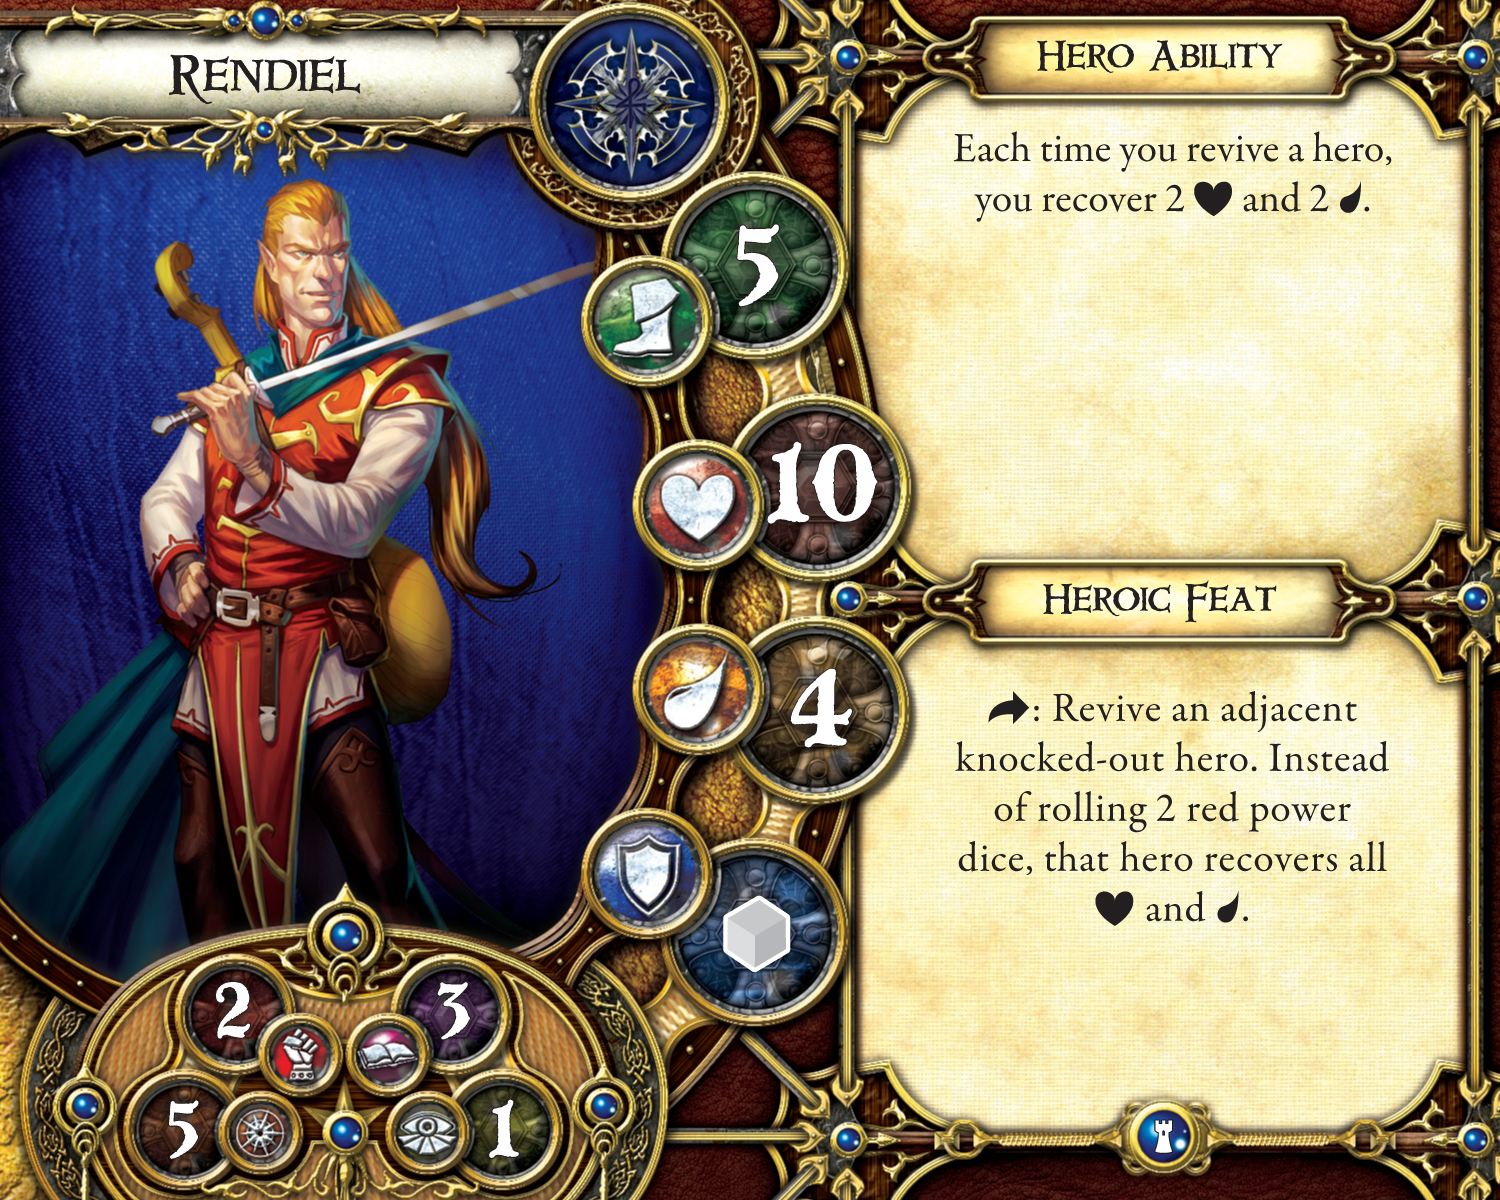 Rendiel
5
10
4
2
3
5
1
Hero Ability
Each time you revive a hero,
you recover 2 and 2 .
Heroic Feat
: Revive an adjacent
knocked-out hero. Instead
of rolling 2 red power
dice, that hero recovers all
and .